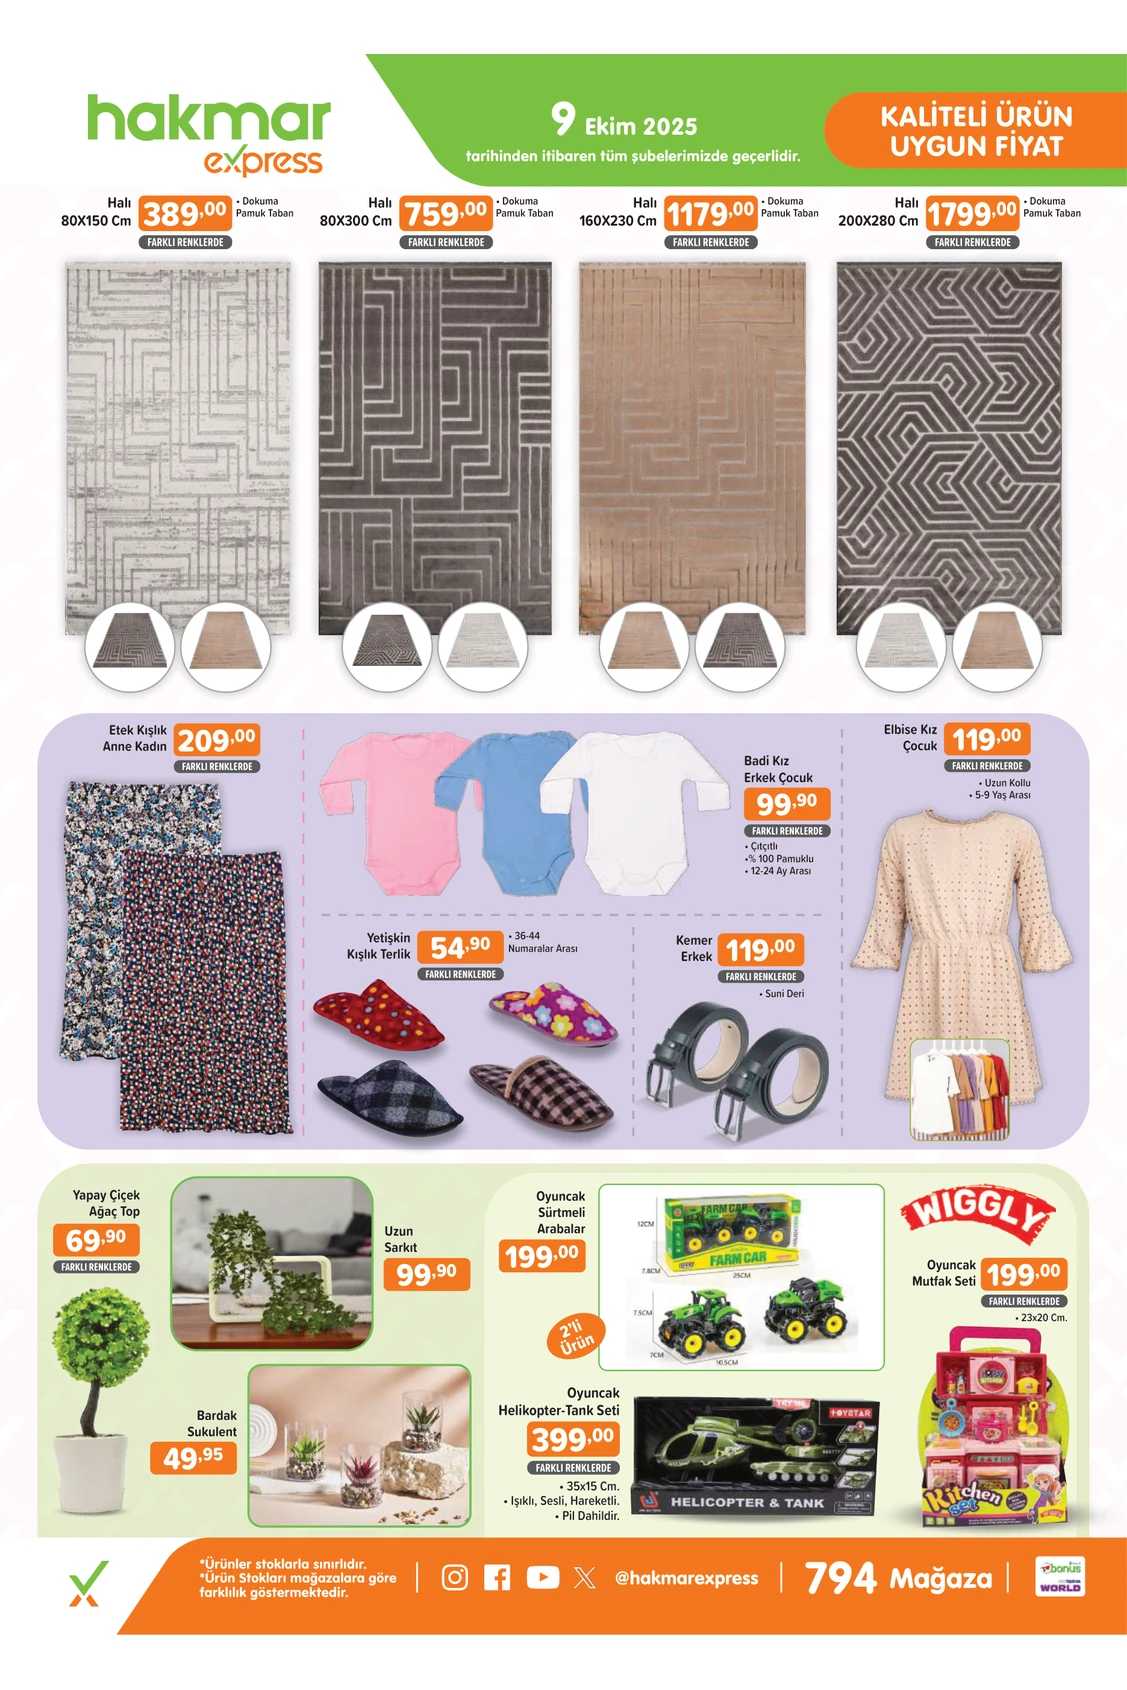 hakmar
express
9 Ekim 2025
tarihinden itibaren tüm şubelerimizde geçerlidir.
KALİTELİ ÜRÜN
UYGUN FİYAT
Halı
80X150 Cm
389,00
• Dokuma
Pamuk Taban
FARKLI RENKLERDE
Halı
80X300 Cm
759,00
• Dokuma
Pamuk Taban
FARKLI RENKLERDE
Halı
160X230 Cm
1179,00
• Dokuma
Pamuk Taban
FARKLI RENKLERDE
Halı
200X280 Cm
1799,00
• Dokuma
Pamuk Taban
FARKLI RENKLERDE
Etek Kışlık
Anne Kadın
209,00
FARKLI RENKLERDE
Badi Kız
Erkek Çocuk
99,90
FARKLI RENKLERDE
• Çıtçıtlı
•% 100 Pamuklu
• 12-24 Ay Arası
Elbise Kız
Çocuk
119,00
FARKLI RENKLERDE
• Uzun Kollu
• 5-9 Yaş Arası
Yetişkin
Kışlık Terlik
54,90
FARKLI RENKLERDE
• 36-44
Numaralar Arası
Kemer
Erkek
119,00
FARKLI RENKLERDE
• Suni Deri
Yapay Çiçek
Ağaç Top
69,90
FARKLI RENKLERDE
Uzun
Sarkıt
99,90
Bardak
Sukulent
49,95
Oyuncak
Sürtmeli
Arabalar
199,00
2'li
Ürün
12CM
7.8CM
25CM
7.5CM
7CM
10.5CM
FARM CAR
FARM CAR
Oyuncak
Helikopter-Tank Seti
399,00
FARKLI RENKLERDE
• 35x15 Cm.
• Işıklı, Sesli, Hareketli.
• Pil Dahildir.
TRY ME
TOYSTAR
HELICOPTER & TANK
WIGGLY
Oyuncak
Mutfak Seti
199,00
FARKLI RENKLERDE
• 23x20 Cm.
Kitchen
set
WIGGLY
*Ürünler stoklarla sınırlıdır.
*Ürün Stokları mağazalara göre
farklılık göstermektedir.
@hakmarexpress
794 Mağaza
bonus
WORLD